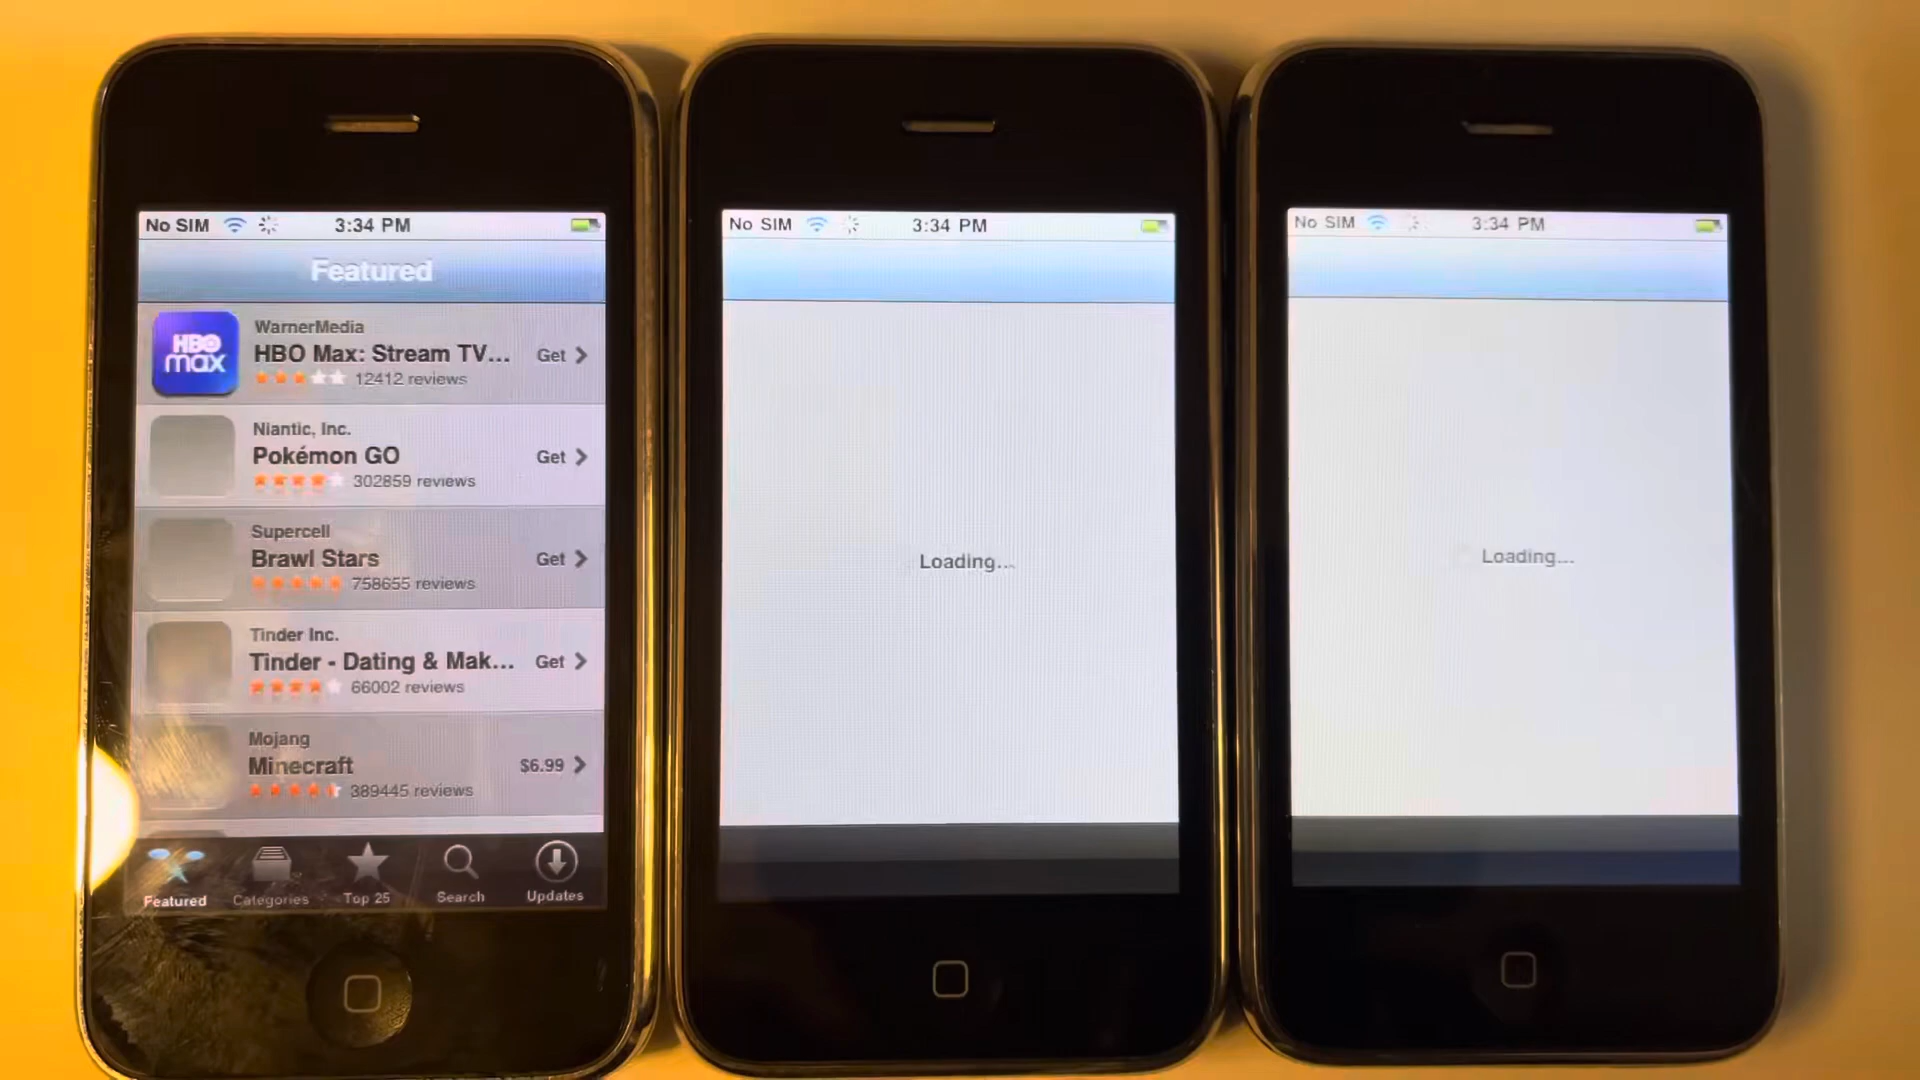 No SIM 3:34 PM
Featured
HBO
max
WarnerMedia
HBO Max: Stream TV...
12412 reviews
Get
Niantic, Inc.
Pokémon GO
302859 reviews
Get
Supercell
Brawl Stars
758655 reviews
Get
Tinder Inc.
Tinder - Dating & Mak...
66002 reviews
Get
Mojang
Minecraft
389445 reviews
$6.99
Featured Categories Top 25 Search Updates
No SIM 3:34 PM
Loading...
No SIM 3:34 PM
Loading...